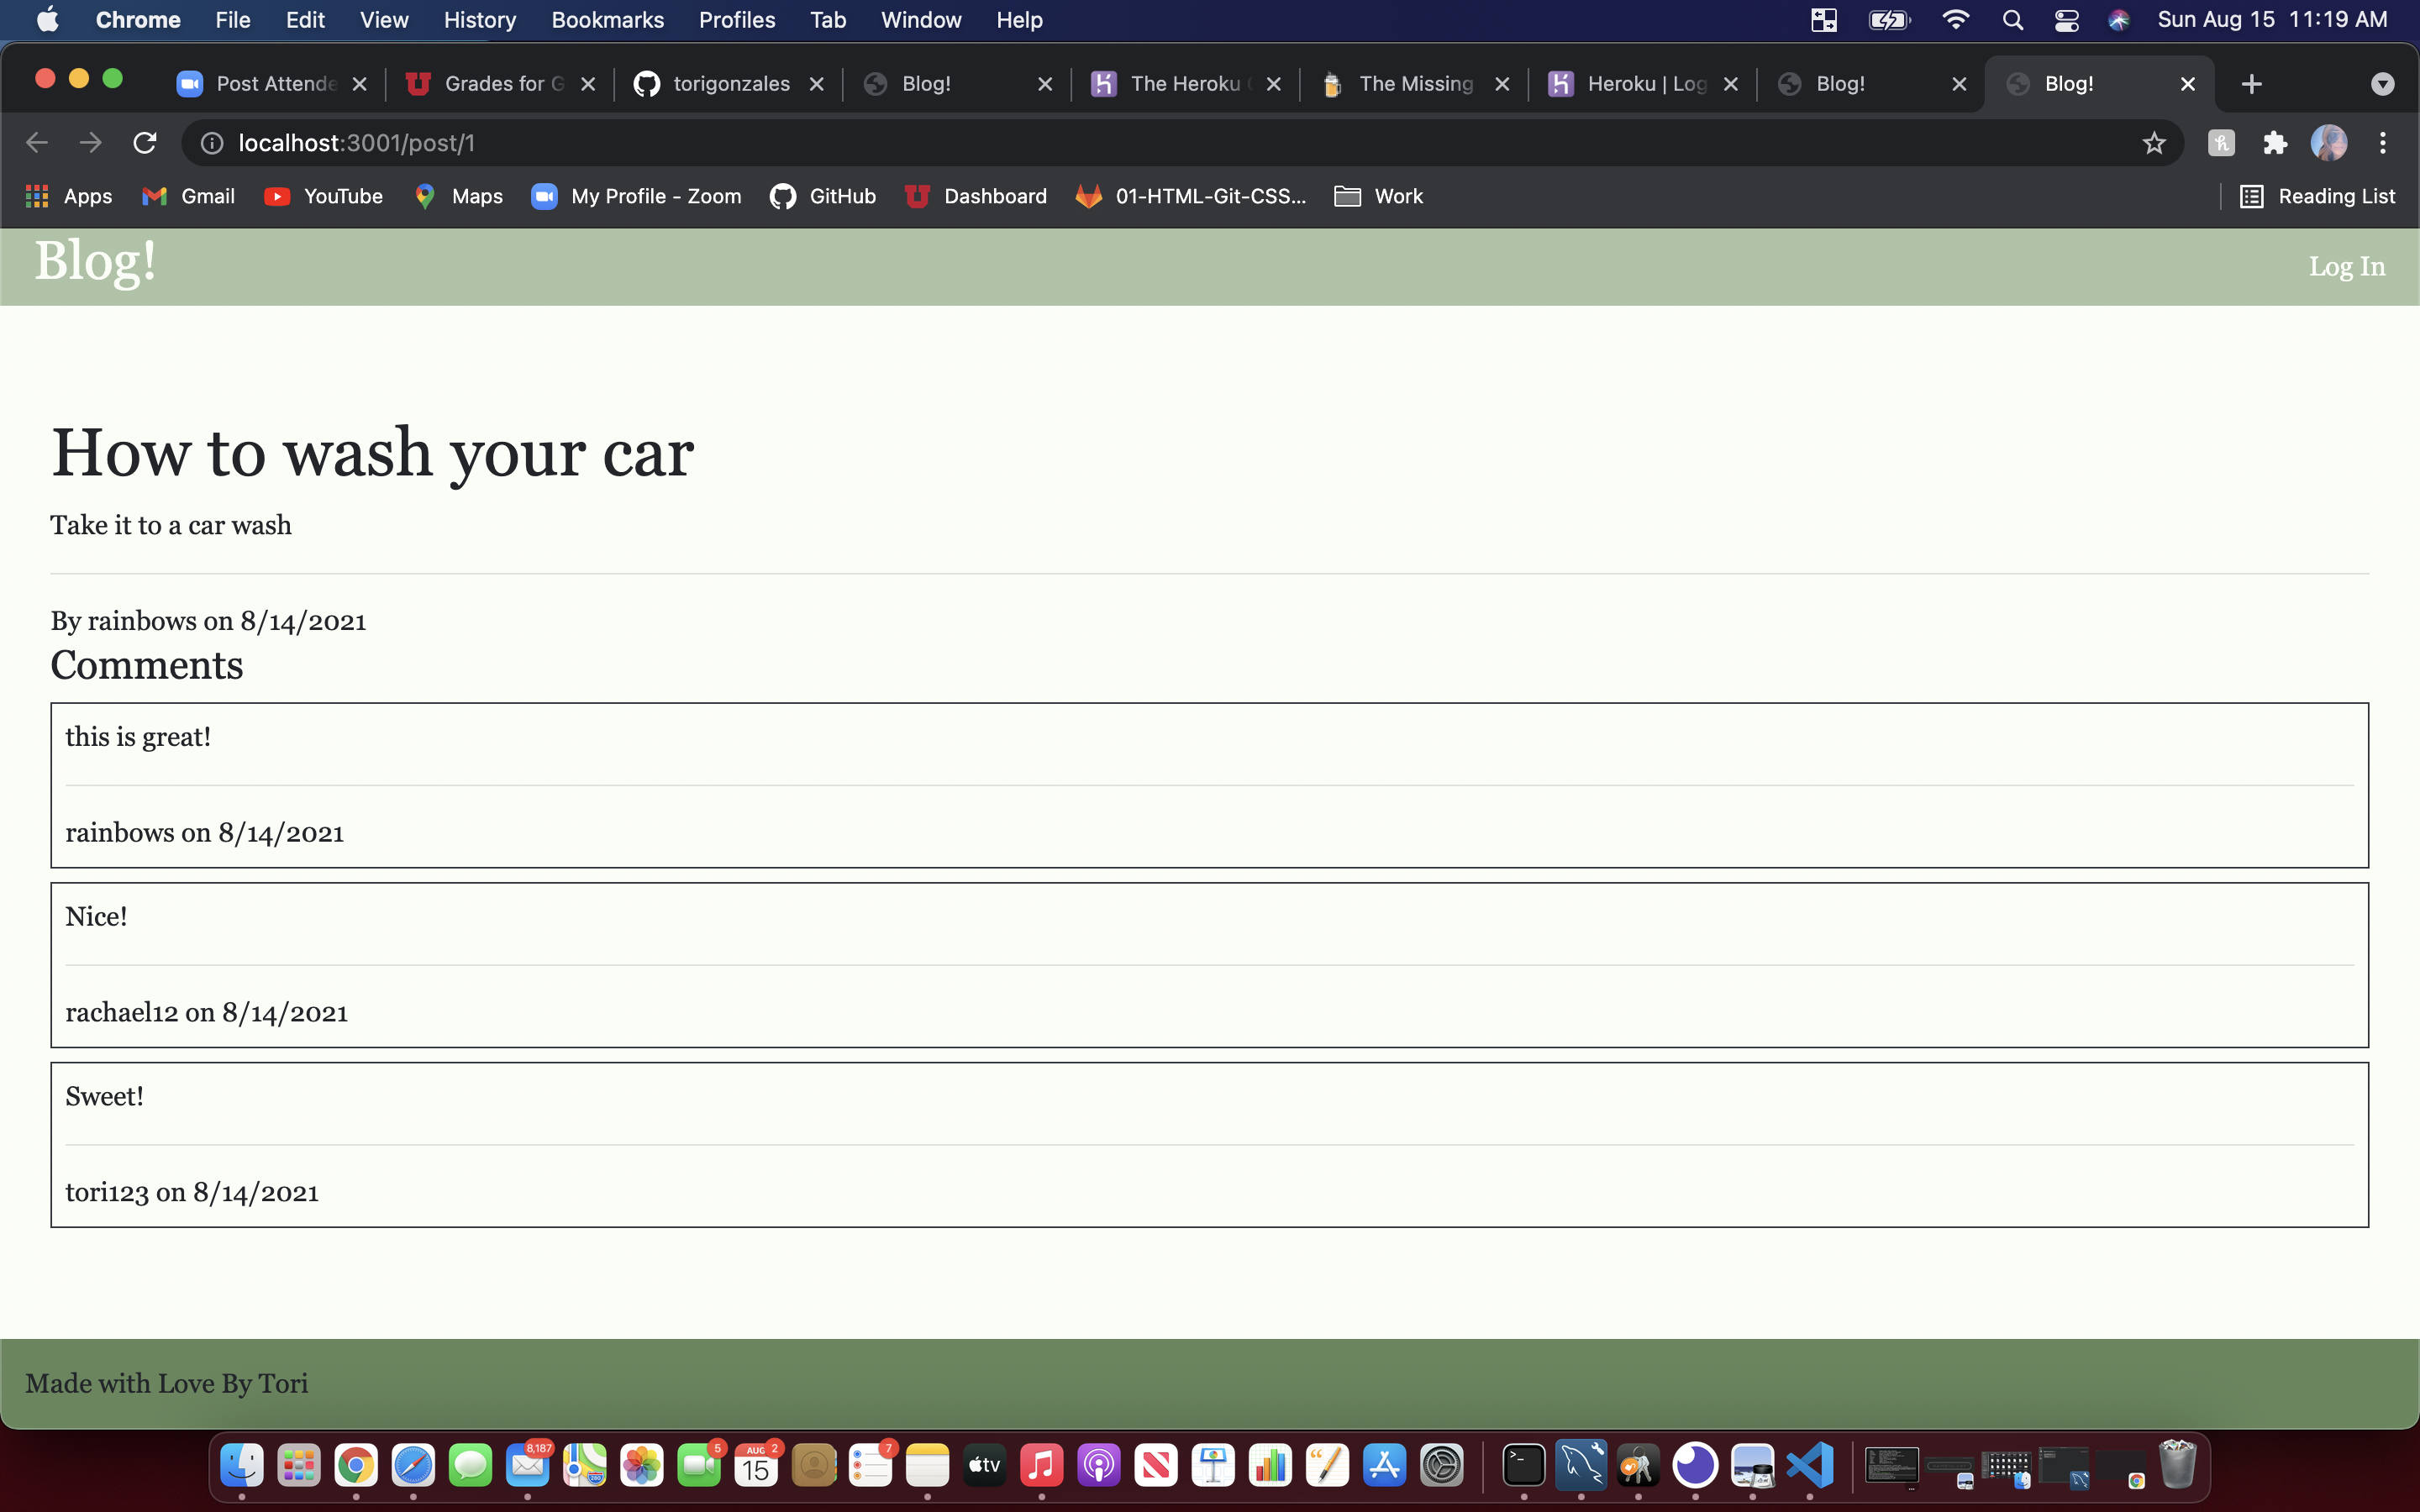 Chrome File Edit View History Bookmarks Profiles Tab Window Help Sun Aug 15 11:19 AM
Post Attende Grades for G torigonzales Blog! The Heroku The Missing Heroku | Log Blog! Blog!
localhost:3001/post/1
Apps Gmail YouTube Maps My Profile - Zoom GitHub Dashboard 01-HTML-Git-CSS... Work Reading List
Blog! Log In
How to wash your car
Take it to a car wash
By rainbows on 8/14/2021
Comments
this is great!
rainbows on 8/14/2021
Nice!
rachael12 on 8/14/2021
Sweet!
tori123 on 8/14/2021
Made with Love By Tori
8,187 5 AUG 2 15 7 tv